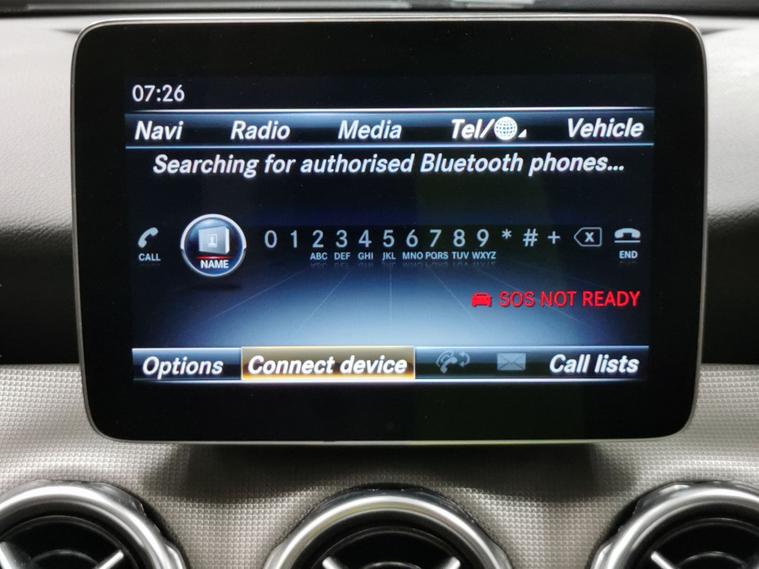 07:26
Navi Radio Media Tel/ Vehicle
Searching for authorised Bluetooth phones...
0 1 2 3 4 5 6 7 8 9 * # + x
CALL NAME ABC DEF GHI JKL MNO PQRS TUV WXYZ END
SOS NOT READY
Options Connect device Call lists